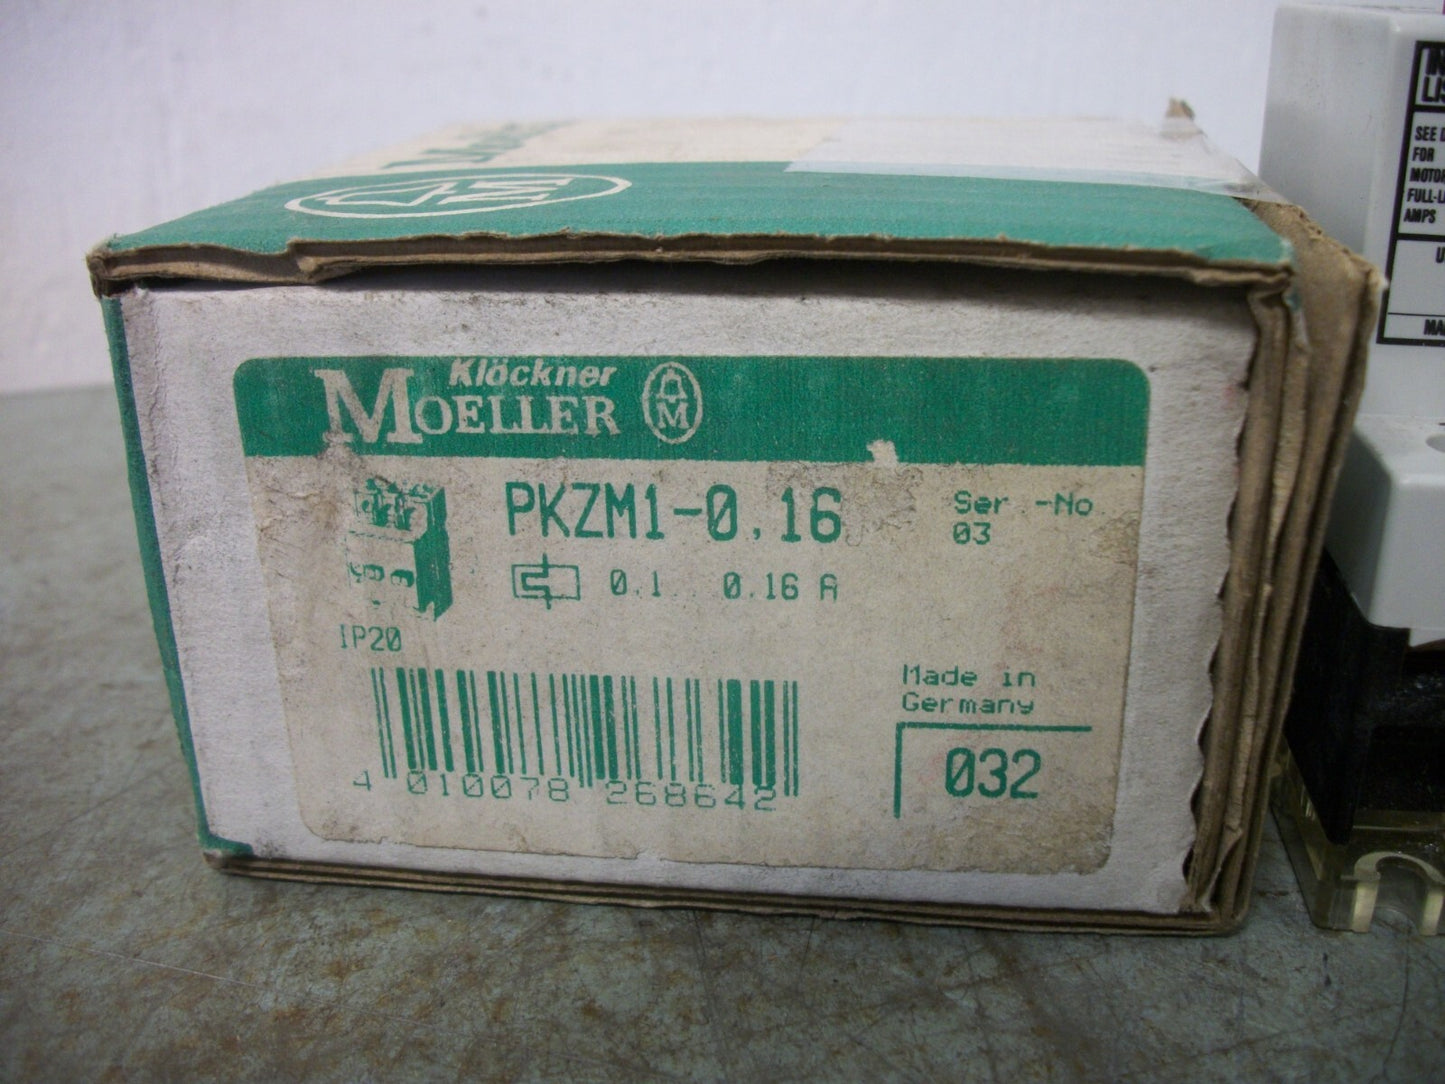 Klöckner
MOELLER
M
PKZM1-0.16
Ser.-No
03
0.1 0.16 A
IP20
Made in
Germany
032
4 010078 268642
SEE
FOR
FULL-
AMPS